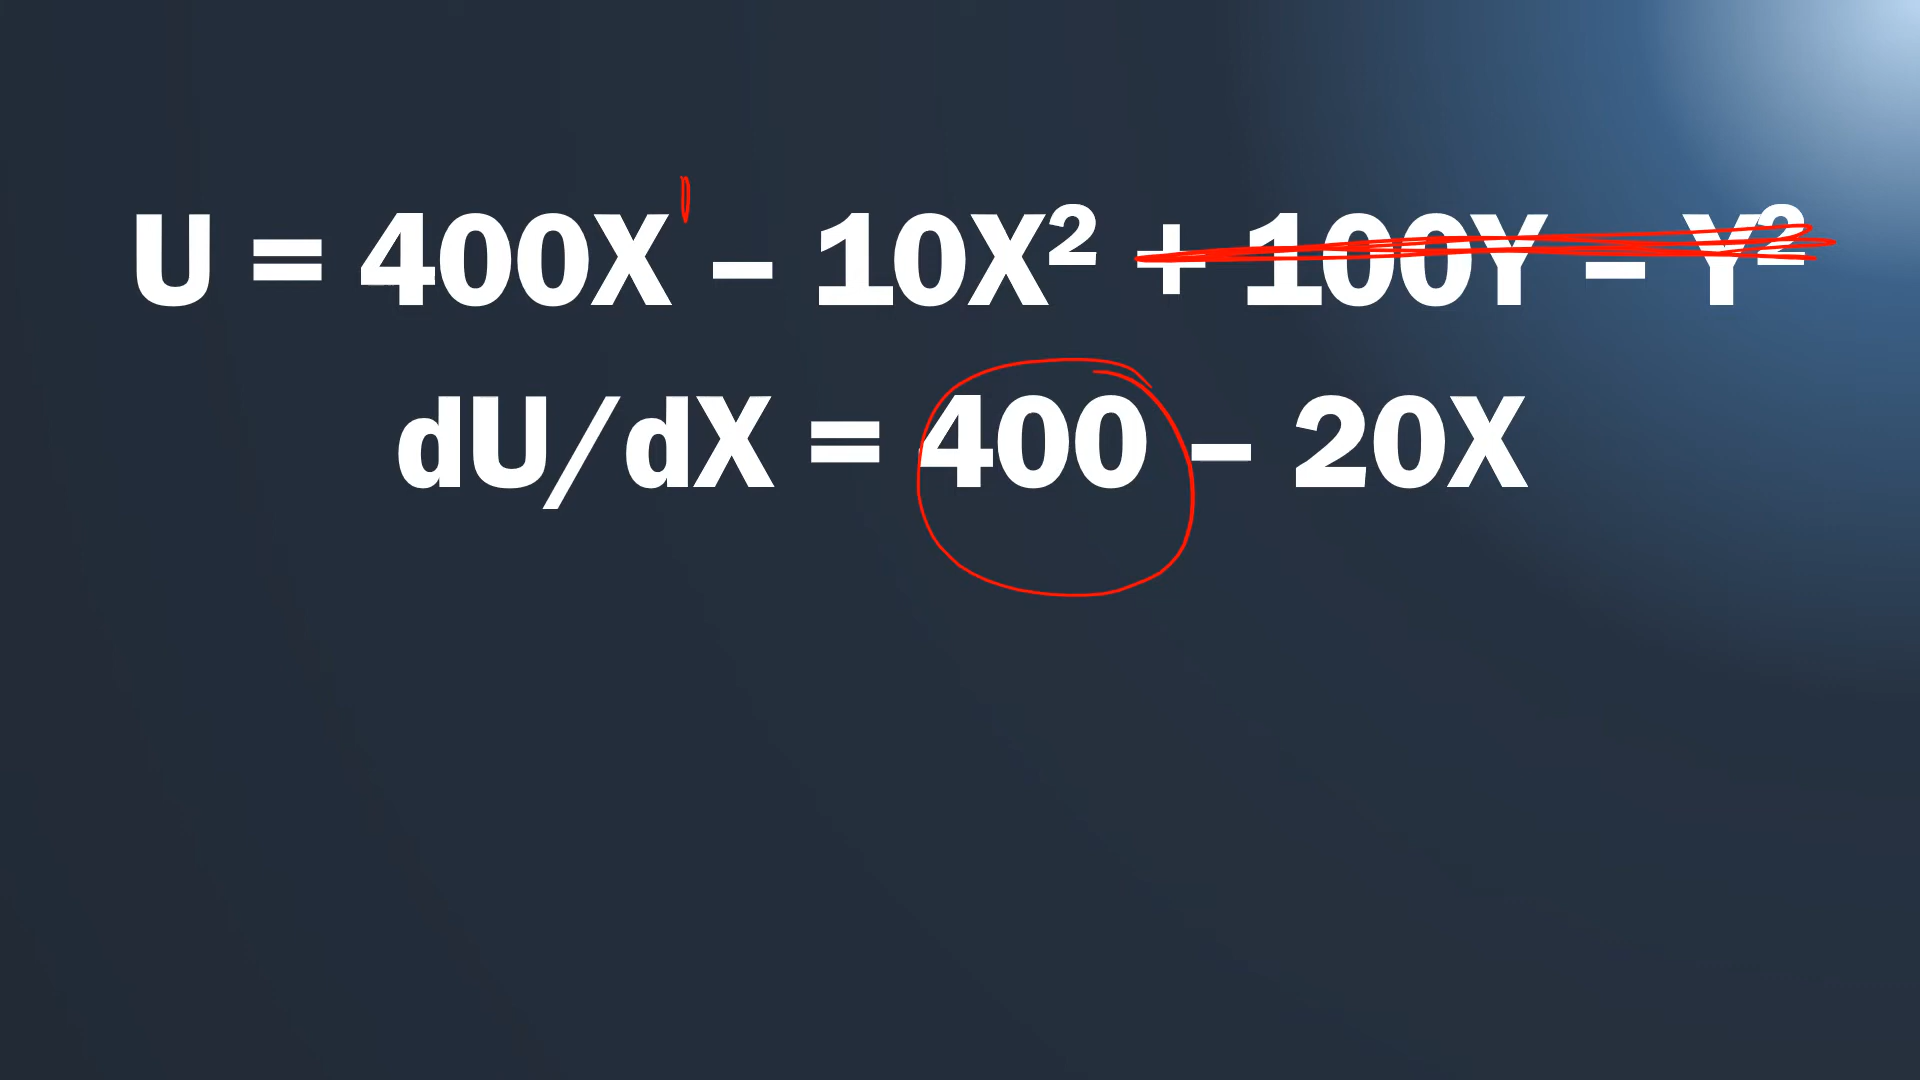 U = 400X – 10X² + 100Y – Y²
dU/dX = 400 – 20X